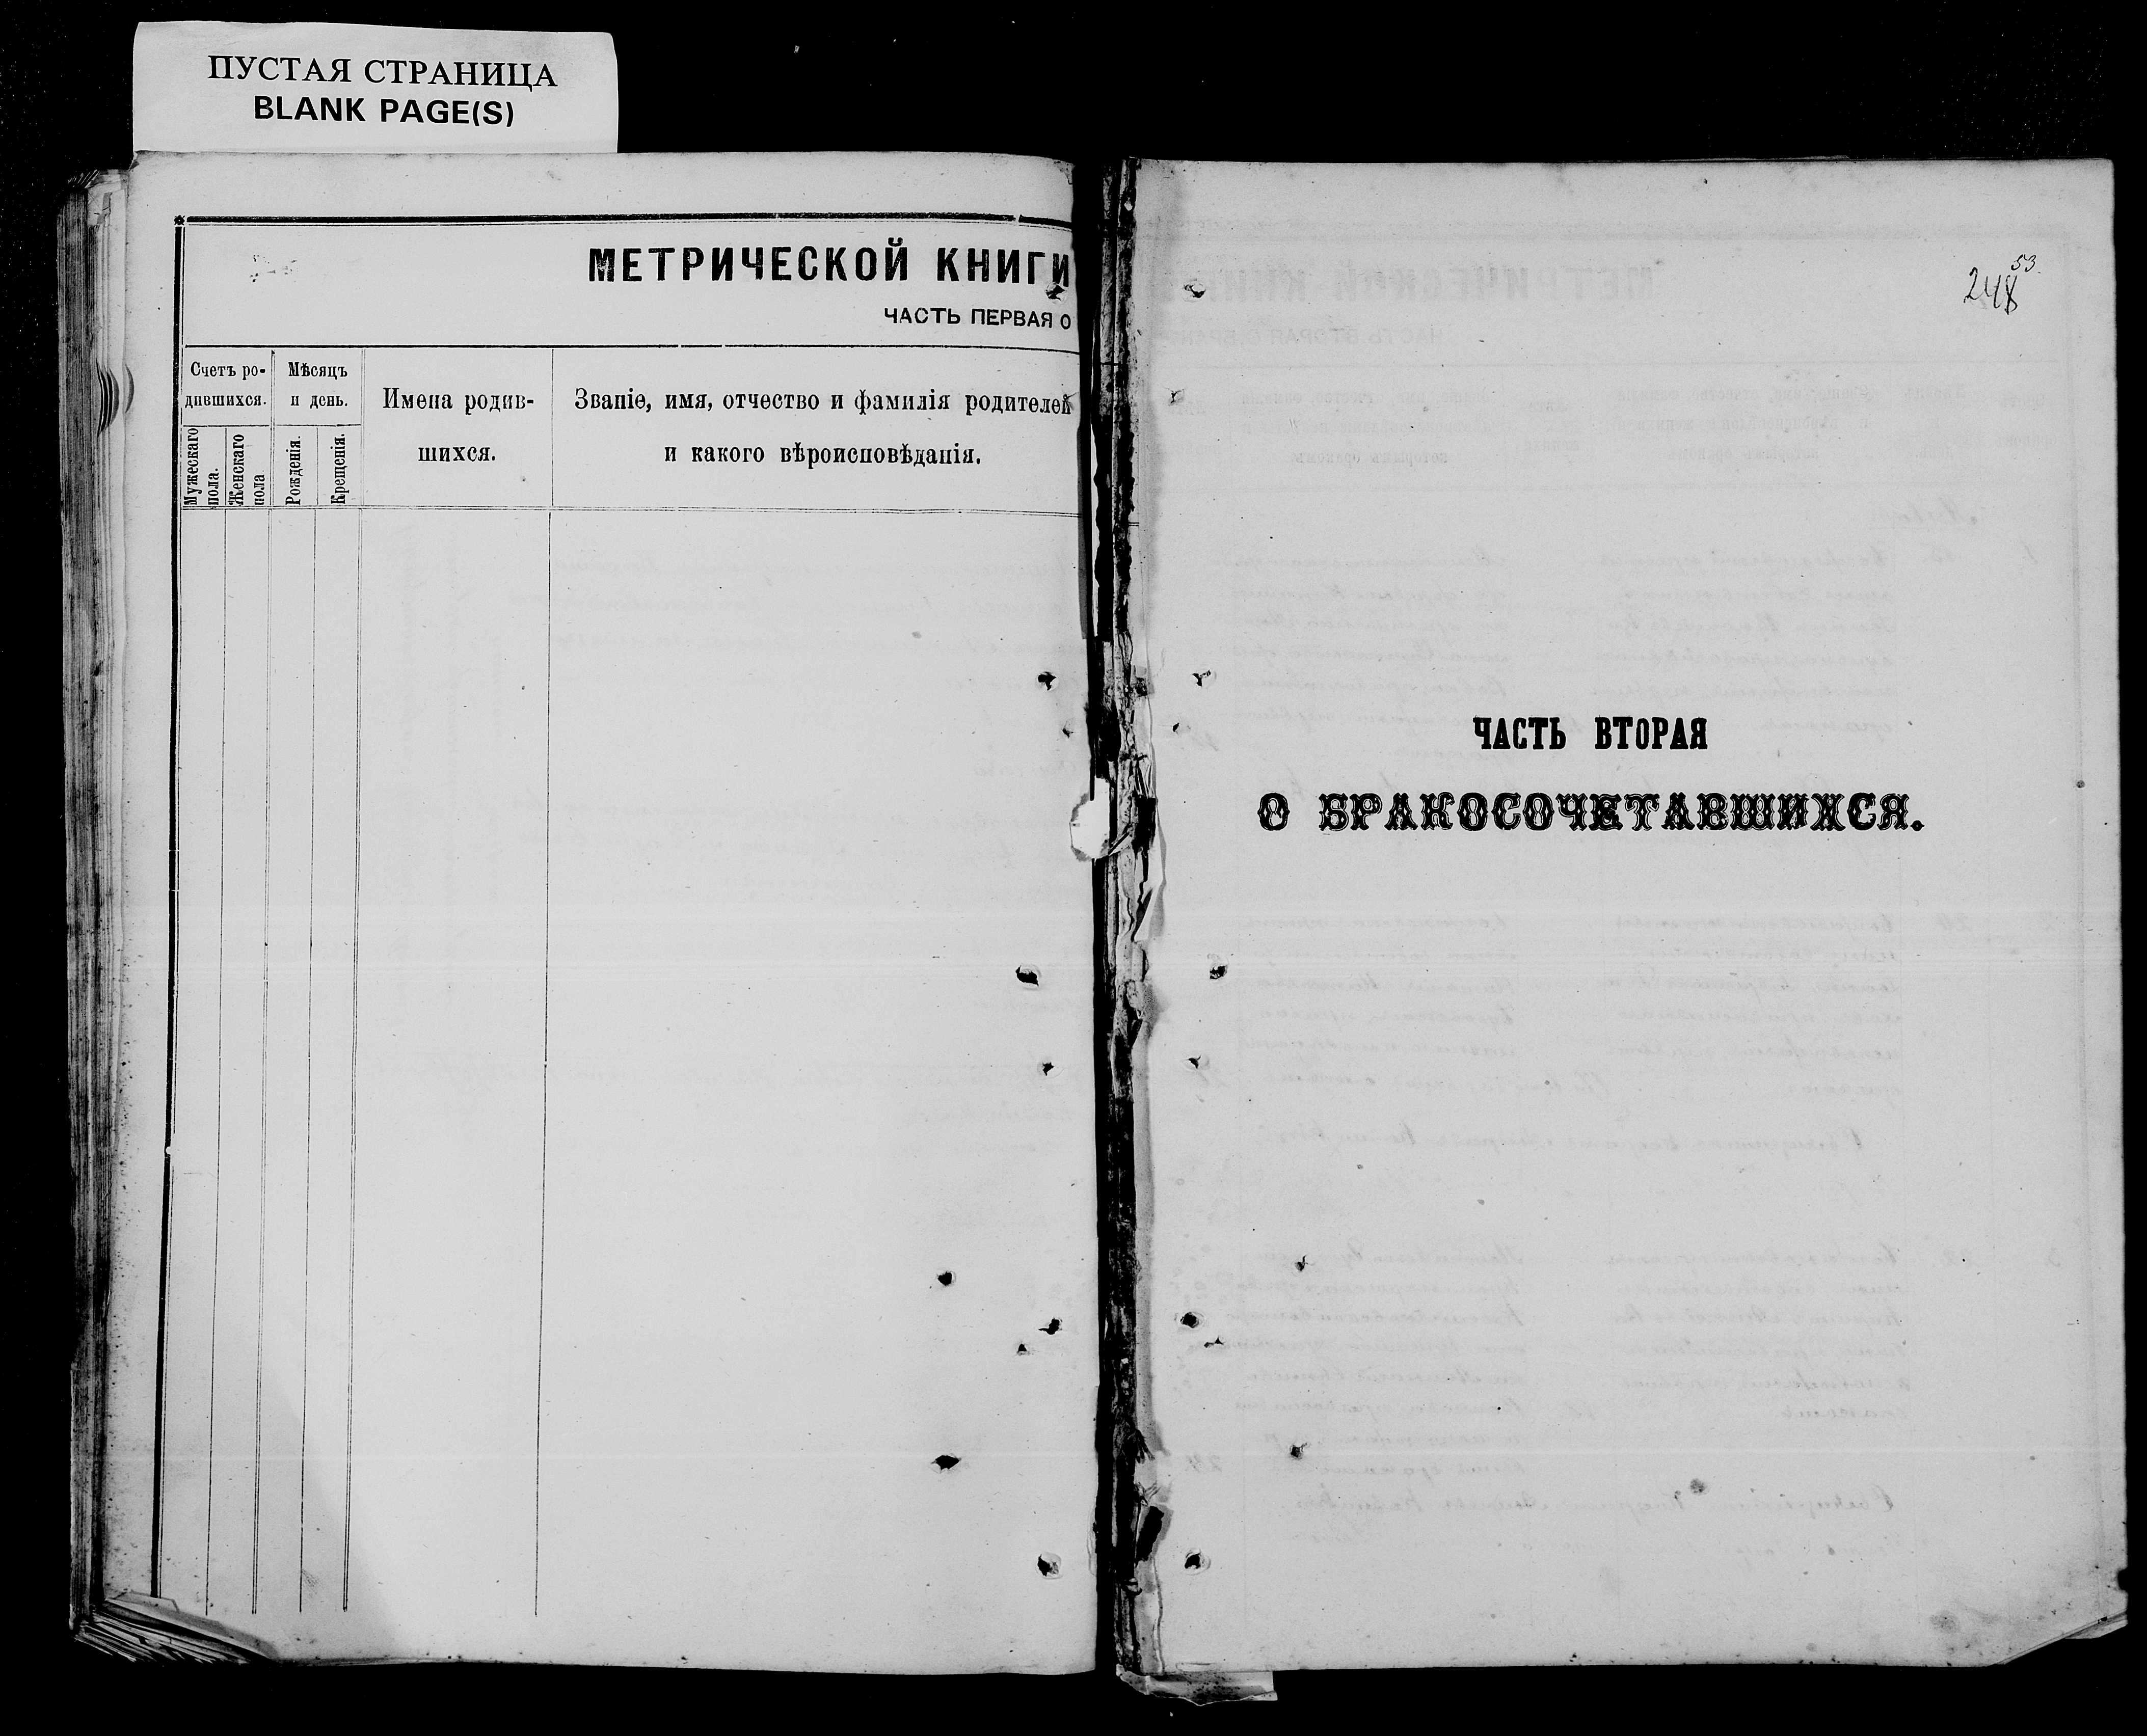 ПУСТАЯ СТРАНИЦА
BLANK PAGE(S)
МЕТРИЧЕСКОЙ КНИГИ
ЧАСТЬ ПЕРВАЯ О
Счетъ ро-
дившихся.
Мужескаго пола.
Женскаго пола
Мѣсяцъ
и день.
Рожденія.
Крещенія.
Имена родив-
шихся.
Званіе, имя, отчество и фамилія родителей
и какого вѣроисповѣданія.
53.
248
ЧАСТЬ ВТОРАЯ
О БРАКОСОЧЕТАВШИХСЯ.